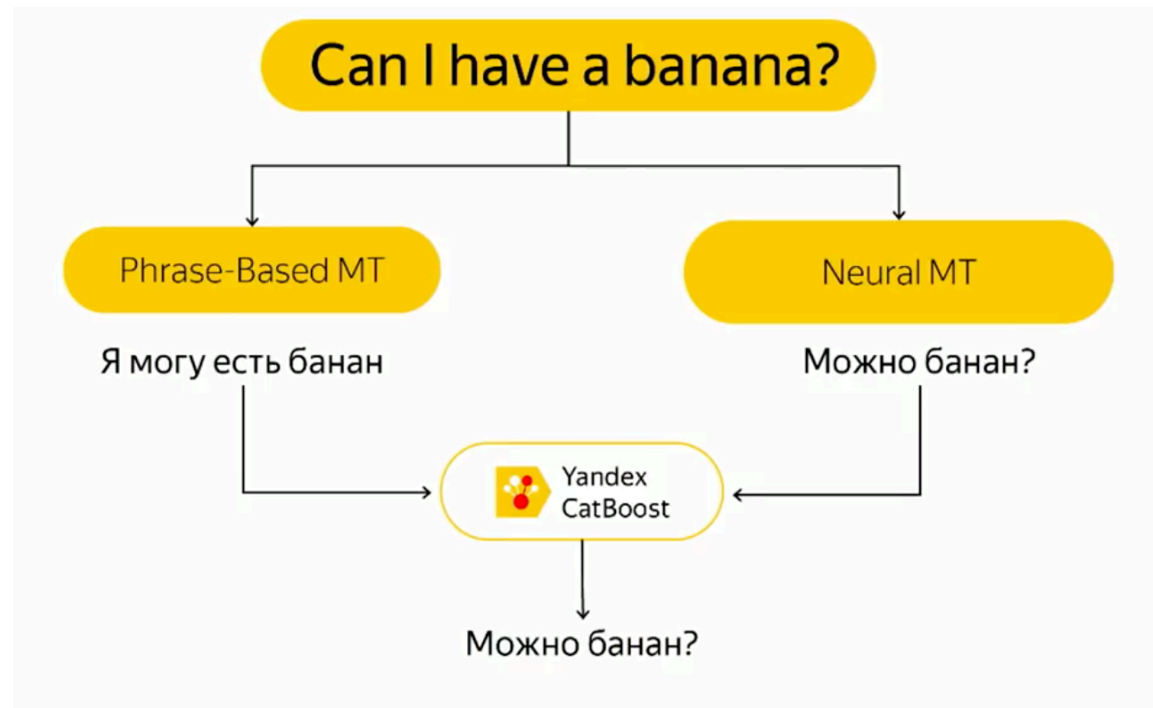 Can I have a banana?
Phrase-Based MT
Neural MT
Я могу есть банан
Можно банан?
Yandex
CatBoost
Можно банан?